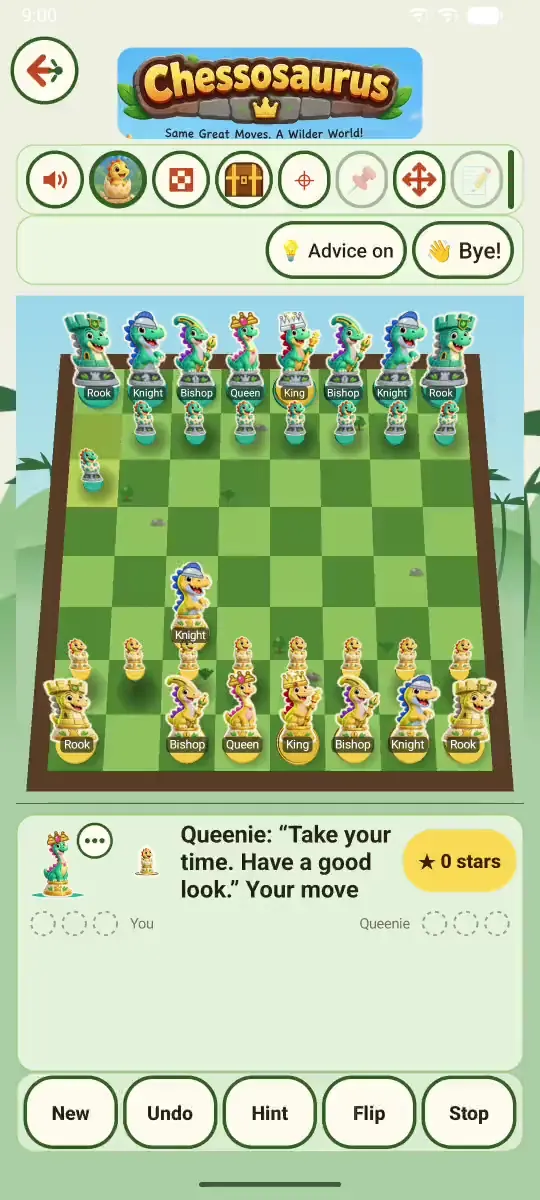 9:00
Chessosaurus
Same Great Moves. A Wilder World!
💡 Advice on
👋 Bye!
Rook Knight Bishop Queen King Bishop Knight Rook
Knight
Rook Bishop Queen King Bishop Knight Rook
Queenie: “Take your
time. Have a good
look.” Your move
★ 0 stars
You
Queenie
New Undo Hint Flip Stop